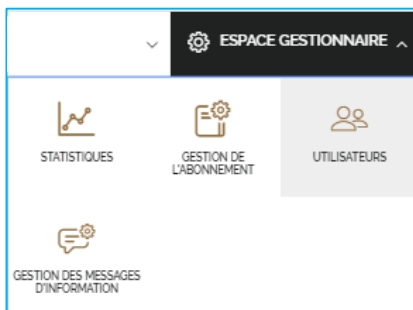 ESPACE GESTIONNAIRE
STATISTIQUES
GESTION DE
L'ABONNEMENT
UTILISATEURS
GESTION DES MESSAGES
D'INFORMATION